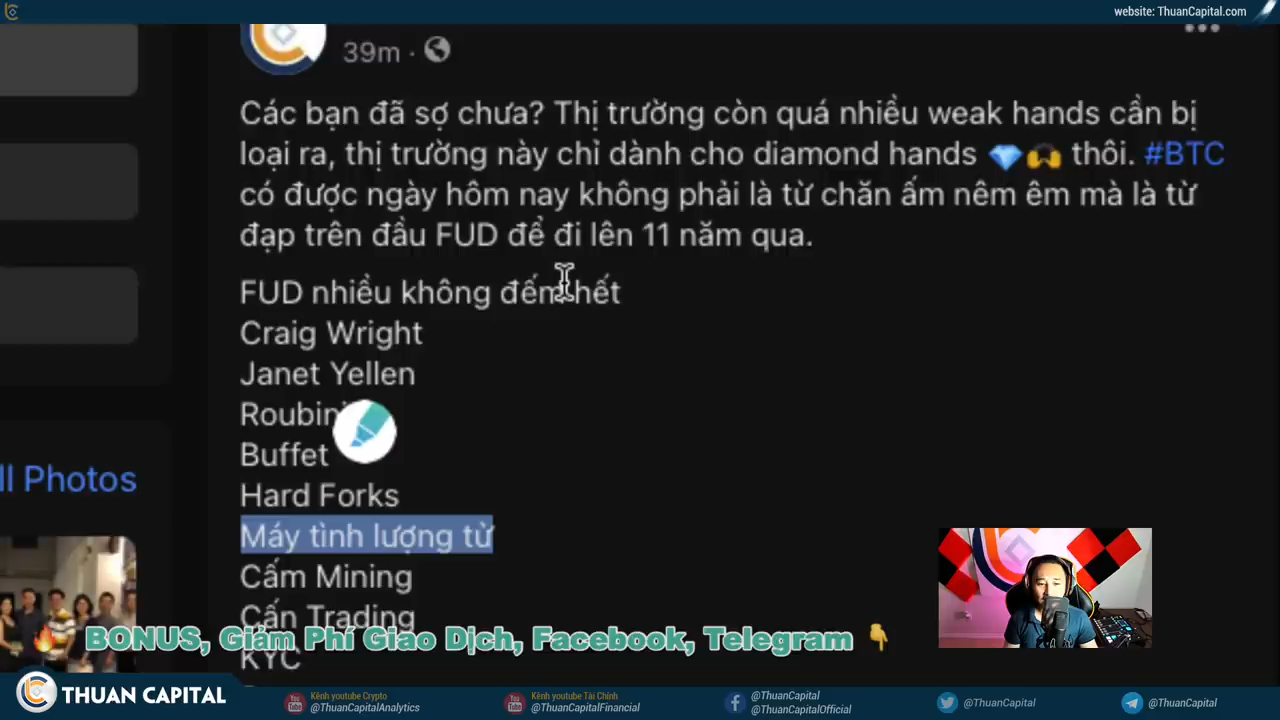 website: ThuanCapital.com
39m ·
Các bạn đã sợ chưa? Thị trường còn quá nhiều weak hands cần bị
loại ra, thị trường này chỉ dành cho diamond hands 💎🙌 thôi. #BTC
có được ngày hôm nay không phải là từ chăn ấm nêm êm mà là từ
đạp trên đầu FUD để đi lên 11 năm qua.
FUD nhiều không đếm hết
Craig Wright
Janet Yellen
Roubini
Buffet
Hard Forks
Máy tình lượng tử
Cấm Mining
Cấn Trading
KYC
ll Photos
🔥 BONUS, Giảm Phí Giao Dịch, Facebook, Telegram 👇
THUAN CAPITAL
Kênh youtube Crypto
@ThuanCapitalAnalytics
Kênh youtube Tài Chính
@ThuanCapitalFinancial
@ThuanCapital
@ThuanCapitalOfficial
@ThuanCapital
@ThuanCapital